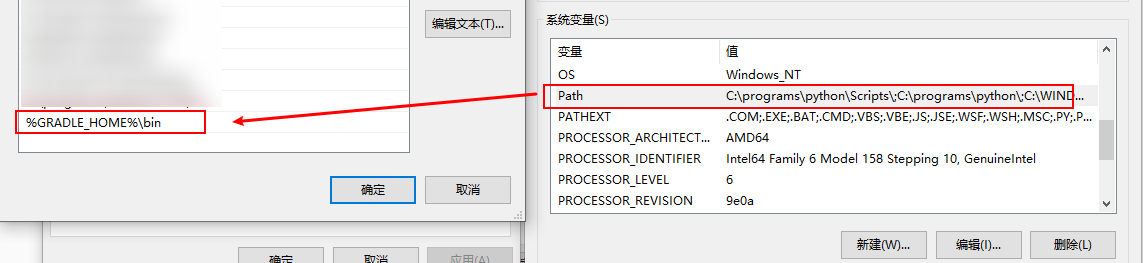 编辑文本(T)...
%GRADLE_HOME%\bin
确定
取消
确定
取消
应用(A)
系统变量(S)
变量 值
OS Windows_NT
Path C:\programs\python\Scripts\;C:\programs\python\;C:\WIND...
PATHEXT .COM;.EXE;.BAT;.CMD;.VBS;.VBE;.JS;.JSE;.WSF;.WSH;.MSC;.PY;.P...
PROCESSOR_ARCHITECT... AMD64
PROCESSOR_IDENTIFIER Intel64 Family 6 Model 158 Stepping 10, GenuineIntel
PROCESSOR_LEVEL 6
PROCESSOR_REVISION 9e0a
新建(W)...
编辑(I)...
删除(L)